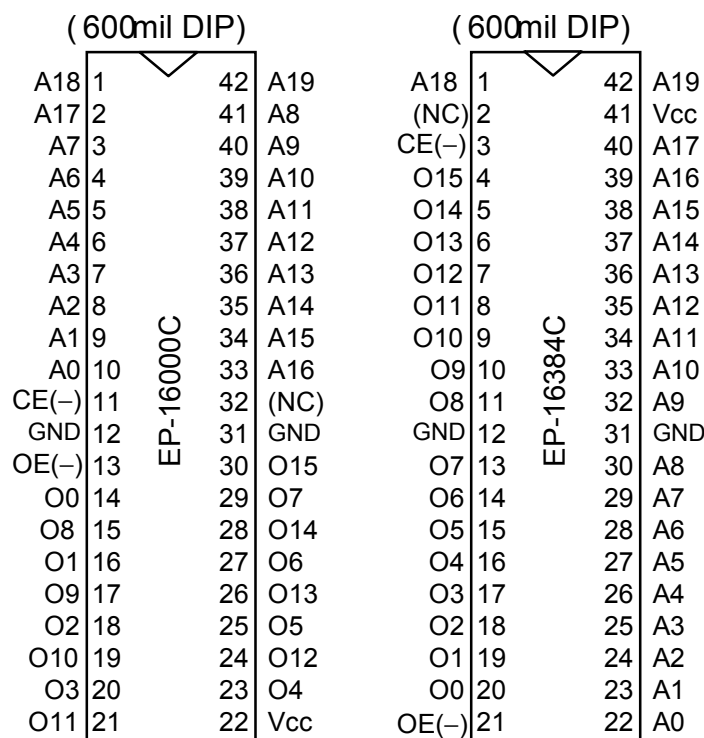 ( 600mil DIP) ( 600mil DIP)
A18 1 42 A19 A18 1 42 A19
A17 2 41 A8 (NC) 2 41 Vcc
A7 3 40 A9 CE(−) 3 40 A17
A6 4 39 A10 O15 4 39 A16
A5 5 38 A11 O14 5 38 A15
A4 6 37 A12 O13 6 37 A14
A3 7 36 A13 O12 7 36 A13
A2 8 35 A14 O11 8 35 A12
A1 9 34 A15 O10 9 34 A11
A0 10 33 A16 O9 10 33 A10
CE(−) 11 32 (NC) O8 11 32 A9
GND 12 31 GND GND 12 31 GND
OE(−) 13 30 O15 O7 13 30 A8
O0 14 29 O7 O6 14 29 A7
O8 15 28 O14 O5 15 28 A6
O1 16 27 O6 O4 16 27 A5
O9 17 26 O13 O3 17 26 A4
O2 18 25 O5 O2 18 25 A3
O10 19 24 O12 O1 19 24 A2
O3 20 23 O4 O0 20 23 A1
O11 21 22 Vcc OE(−) 21 22 A0
EP-16000C
EP-16384C